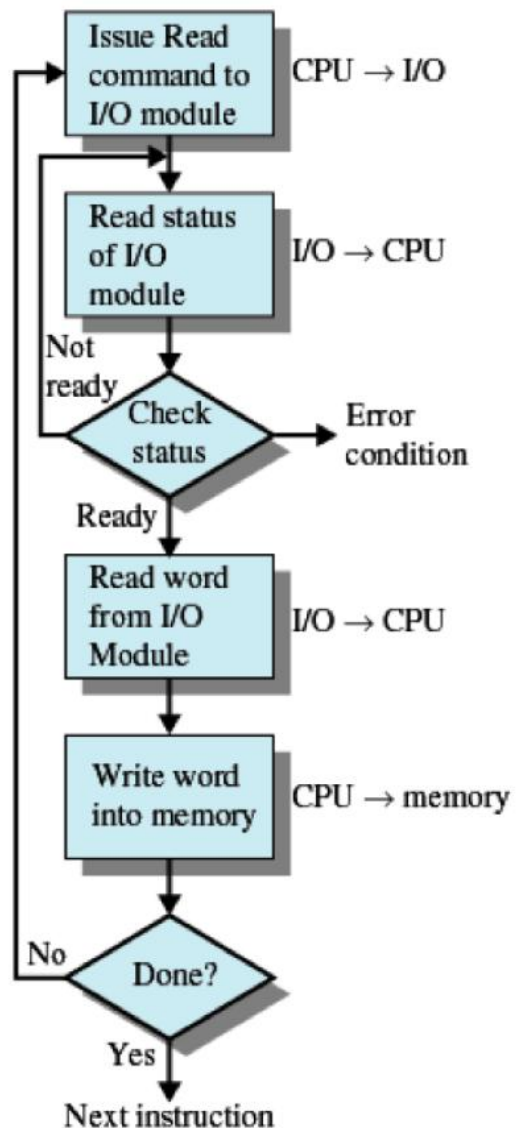 Issue Read
command to
I/O module
CPU → I/O
Read status
of I/O
module
I/O → CPU
Not
ready
Check
status
Error
condition
Ready
Read word
from I/O
Module
I/O → CPU
Write word
into memory
CPU → memory
No
Done?
Yes
Next instruction